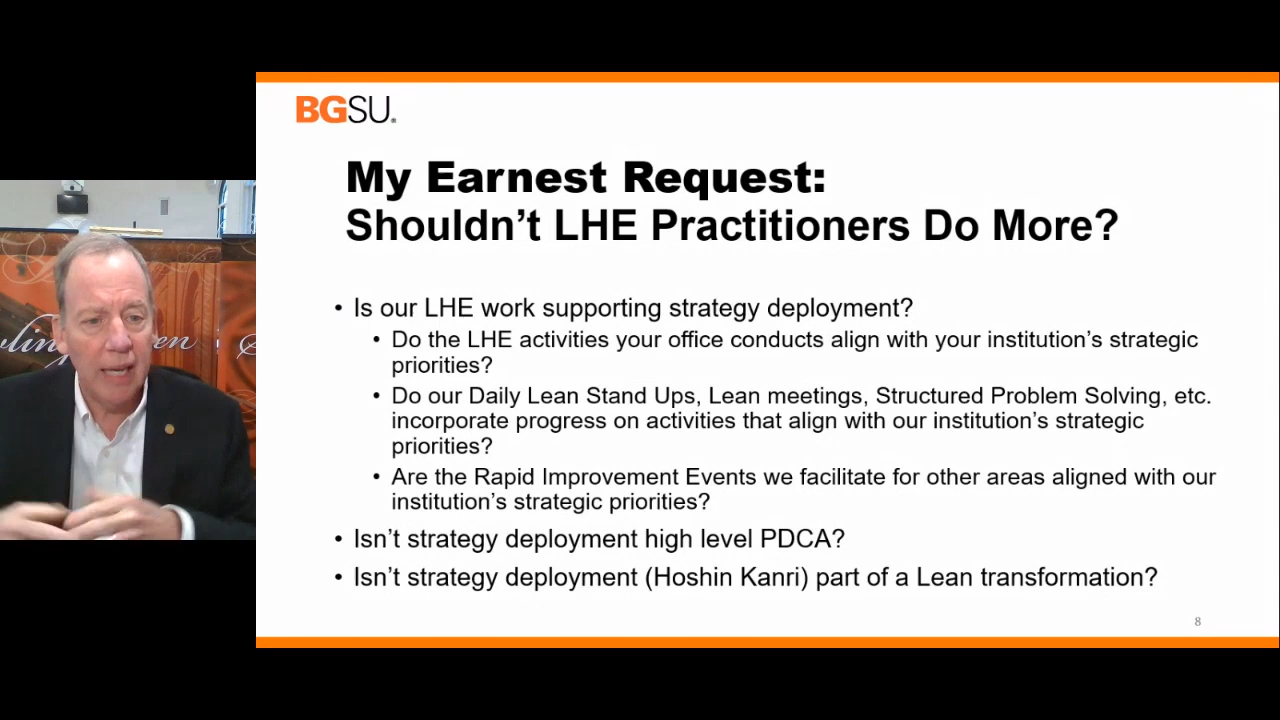 BGSU®
My Earnest Request:
Shouldn't LHE Practitioners Do More?
• Is our LHE work supporting strategy deployment?
• Do the LHE activities your office conducts align with your institution's strategic
priorities?
• Do our Daily Lean Stand Ups, Lean meetings, Structured Problem Solving, etc.
incorporate progress on activities that align with our institution's strategic
priorities?
• Are the Rapid Improvement Events we facilitate for other areas aligned with our
institution's strategic priorities?
• Isn't strategy deployment high level PDCA?
• Isn't strategy deployment (Hoshin Kanri) part of a Lean transformation?
8